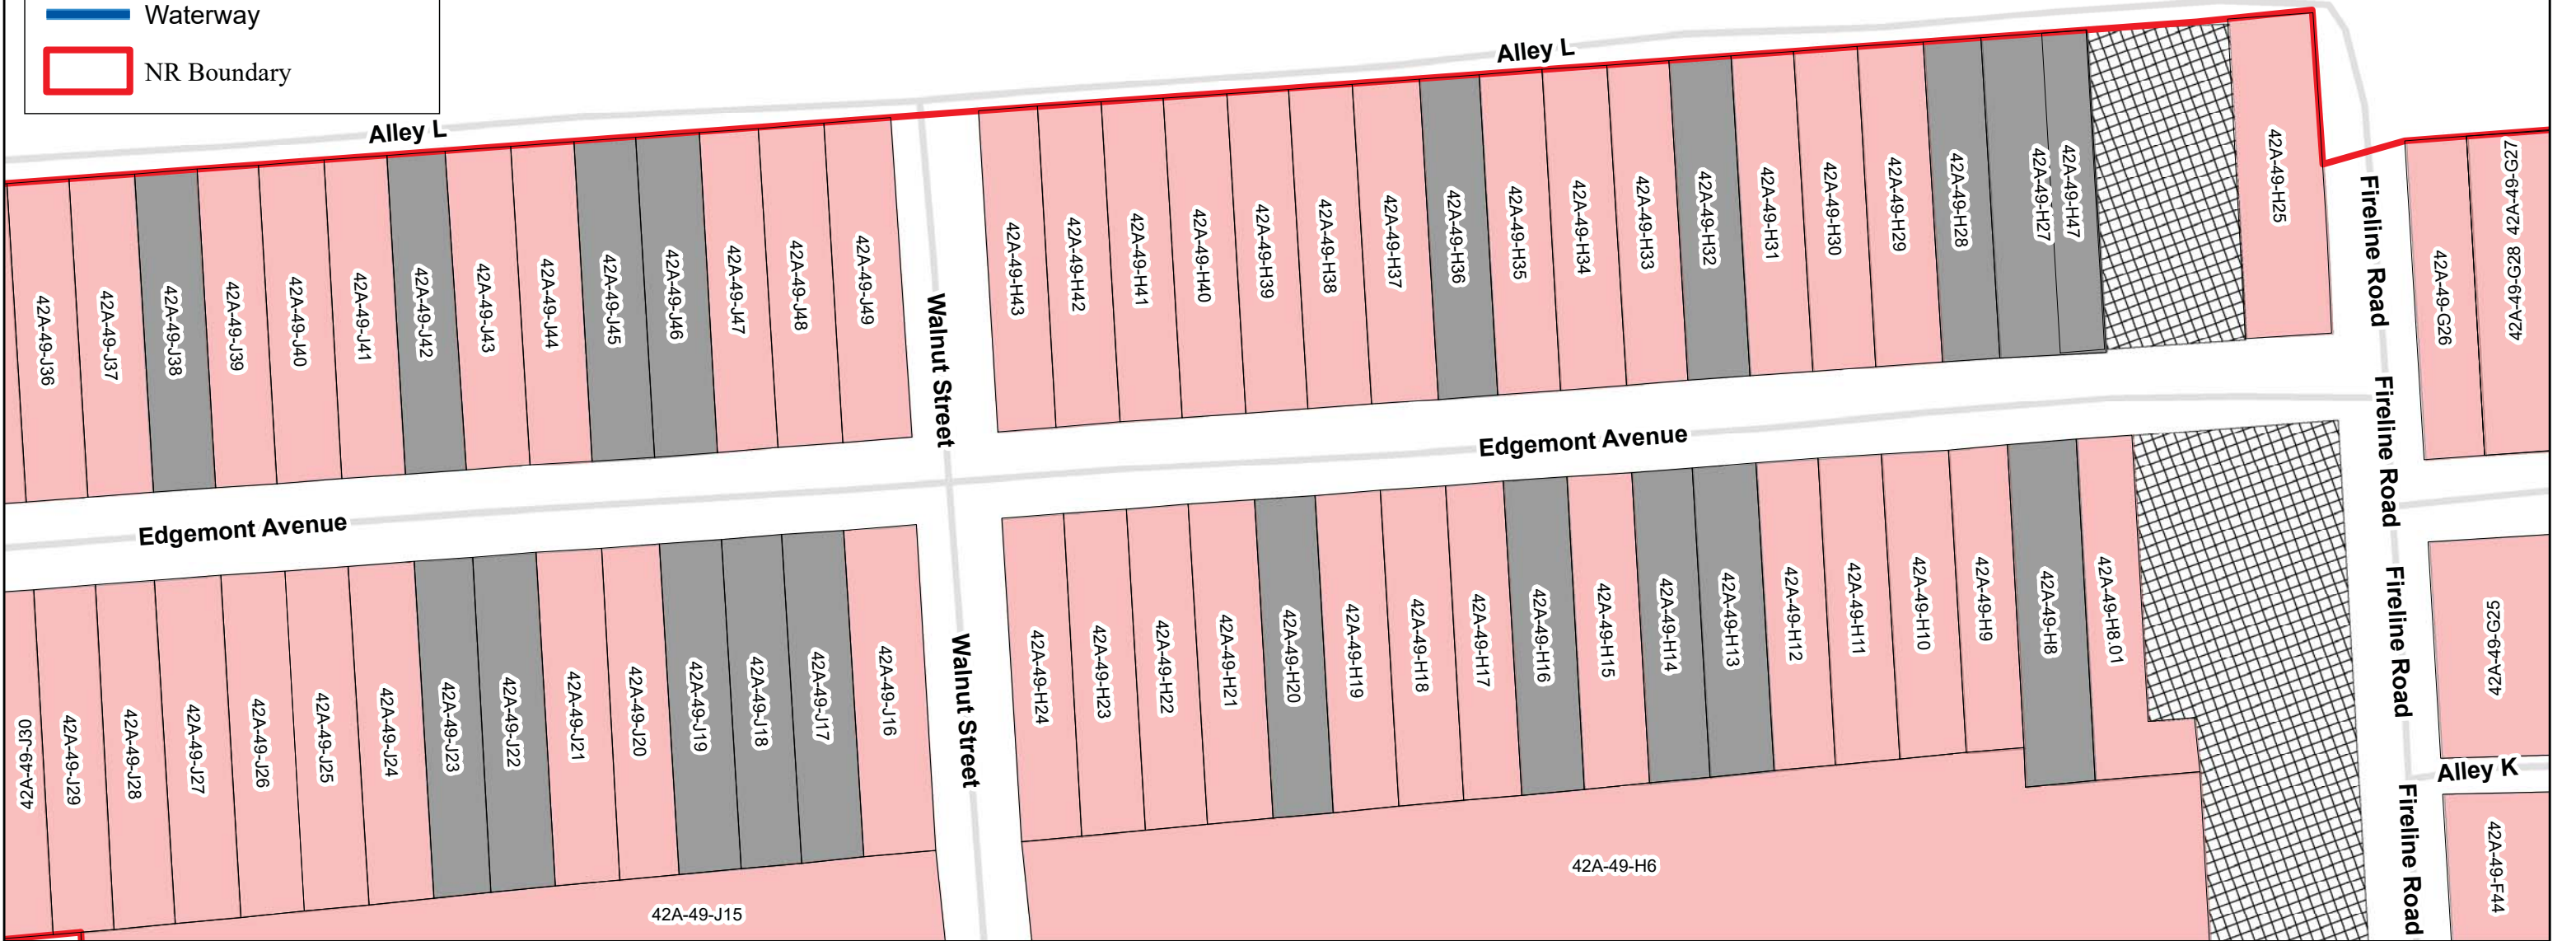 Waterway
NR Boundary
Alley L
Alley L
42A-49-J36
42A-49-J37
42A-49-J38
42A-49-J39
42A-49-J40
42A-49-J41
42A-49-J42
42A-49-J43
42A-49-J44
42A-49-J45
42A-49-J46
42A-49-J47
42A-49-J48
42A-49-J49
Walnut Street
42A-49-H43
42A-49-H42
42A-49-H41
42A-49-H40
42A-49-H39
42A-49-H38
42A-49-H37
42A-49-H36
42A-49-H35
42A-49-H34
42A-49-H33
42A-49-H32
42A-49-H31
42A-49-H30
42A-49-H29
42A-49-H28
42A-49-H27
42A-49-H47
42A-49-H25
Fireline Road
42A-49-G26
42A-49-G28 42A-49-G27
Edgemont Avenue
Edgemont Avenue
Fireline Road
42A-49-J30
42A-49-J29
42A-49-J28
42A-49-J27
42A-49-J26
42A-49-J25
42A-49-J24
42A-49-J23
42A-49-J22
42A-49-J21
42A-49-J20
42A-49-J19
42A-49-J18
42A-49-J17
42A-49-J16
Walnut Street
42A-49-H24
42A-49-H23
42A-49-H22
42A-49-H21
42A-49-H20
42A-49-H19
42A-49-H18
42A-49-H17
42A-49-H16
42A-49-H15
42A-49-H14
42A-49-H13
42A-49-H12
42A-49-H11
42A-49-H10
42A-49-H9
42A-49-H8
42A-49-H8.01
Fireline Road
42A-49-G25
Alley K
Fireline Road
42A-49-F44
42A-49-H6
42A-49-J15